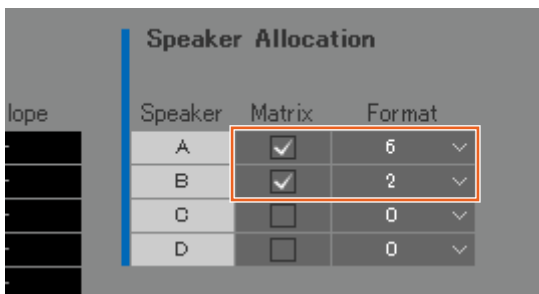 Speaker Allocation
lope Speaker Matrix Format
A 6
B 2
C 0
D 0